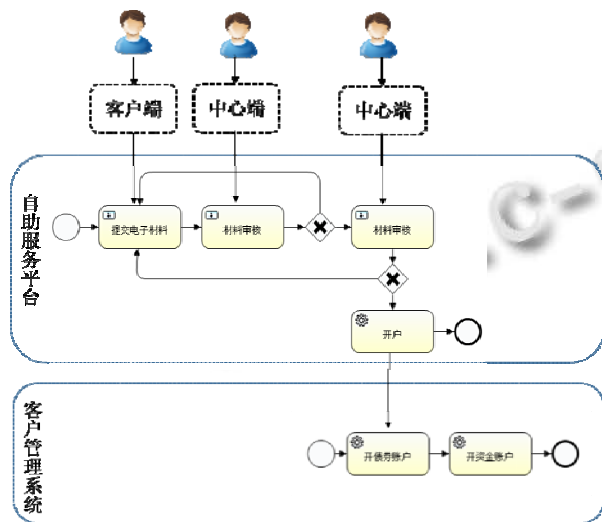 客户端
中心端
中心端
自助服务平台
提交电子材料
材料审核
材料审核
开户
客户管理系统
开债券账户
开资金账户